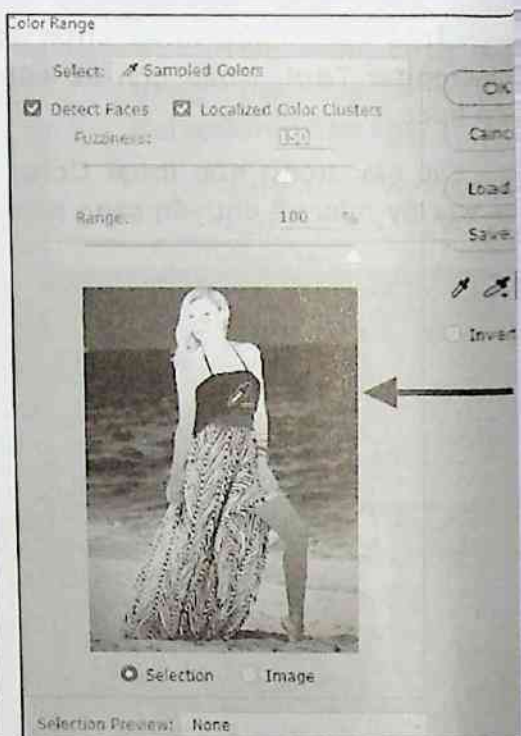 Color Range
Select: Sampled Colors
Detect Faces Localized Color Clusters
Fuzziness: 150
Range: 100 %
OK
Canc
Load
Save.
Invert
Selection Image
Selection Preview: None